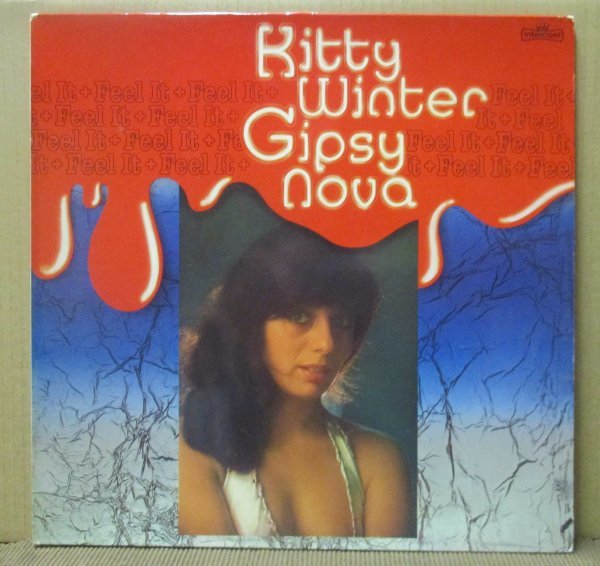 intercord
Kitty
Winter
Gipsy
Nova
el It + Feel It + Feel It +
+ Feel It + Feel It + Feel
It + Feel It + Feel It + Fe
It + Feel It + Feel It +
Feel It +
It + Feel
Feel It + Feel It
It + Feel It + Feel